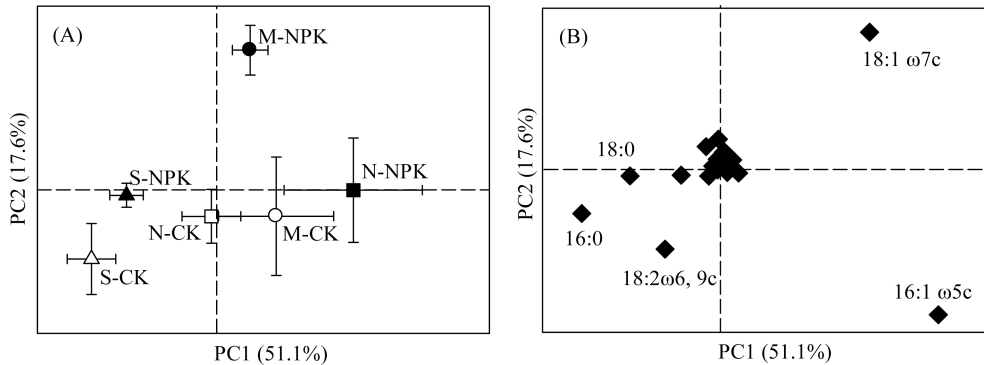 (A)
M-NPK
N-NPK
S-NPK
N-CK
M-CK
S-CK
PC2 (17.6%)
PC1 (51.1%)
(B)
18:1 ω7c
18:0
16:0
18:2ω6, 9c
16:1 ω5c
PC2 (17.6%)
PC1 (51.1%)